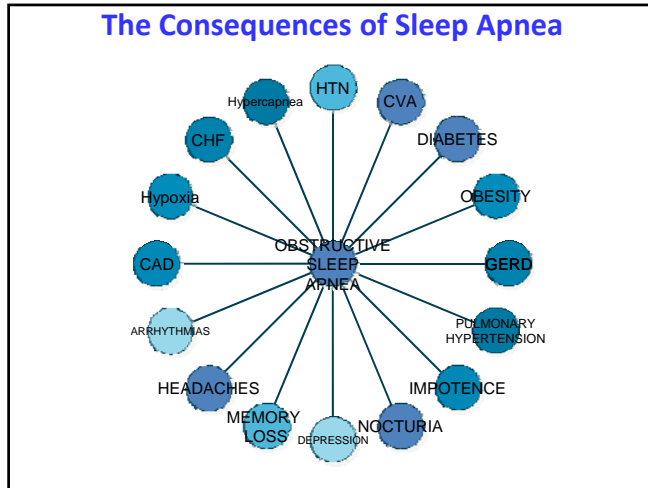 The Consequences of Sleep Apnea
HTN
CVA
DIABETES
OBESITY
GERD
PULMONARY
HYPERTENSION
IMPOTENCE
NOCTURIA
DEPRESSION
MEMORY
LOSS
HEADACHES
ARRHYTHMIAS
CAD
Hypoxia
CHF
Hypercapnea
OBSTRUCTIVE
SLEEP
APNEA